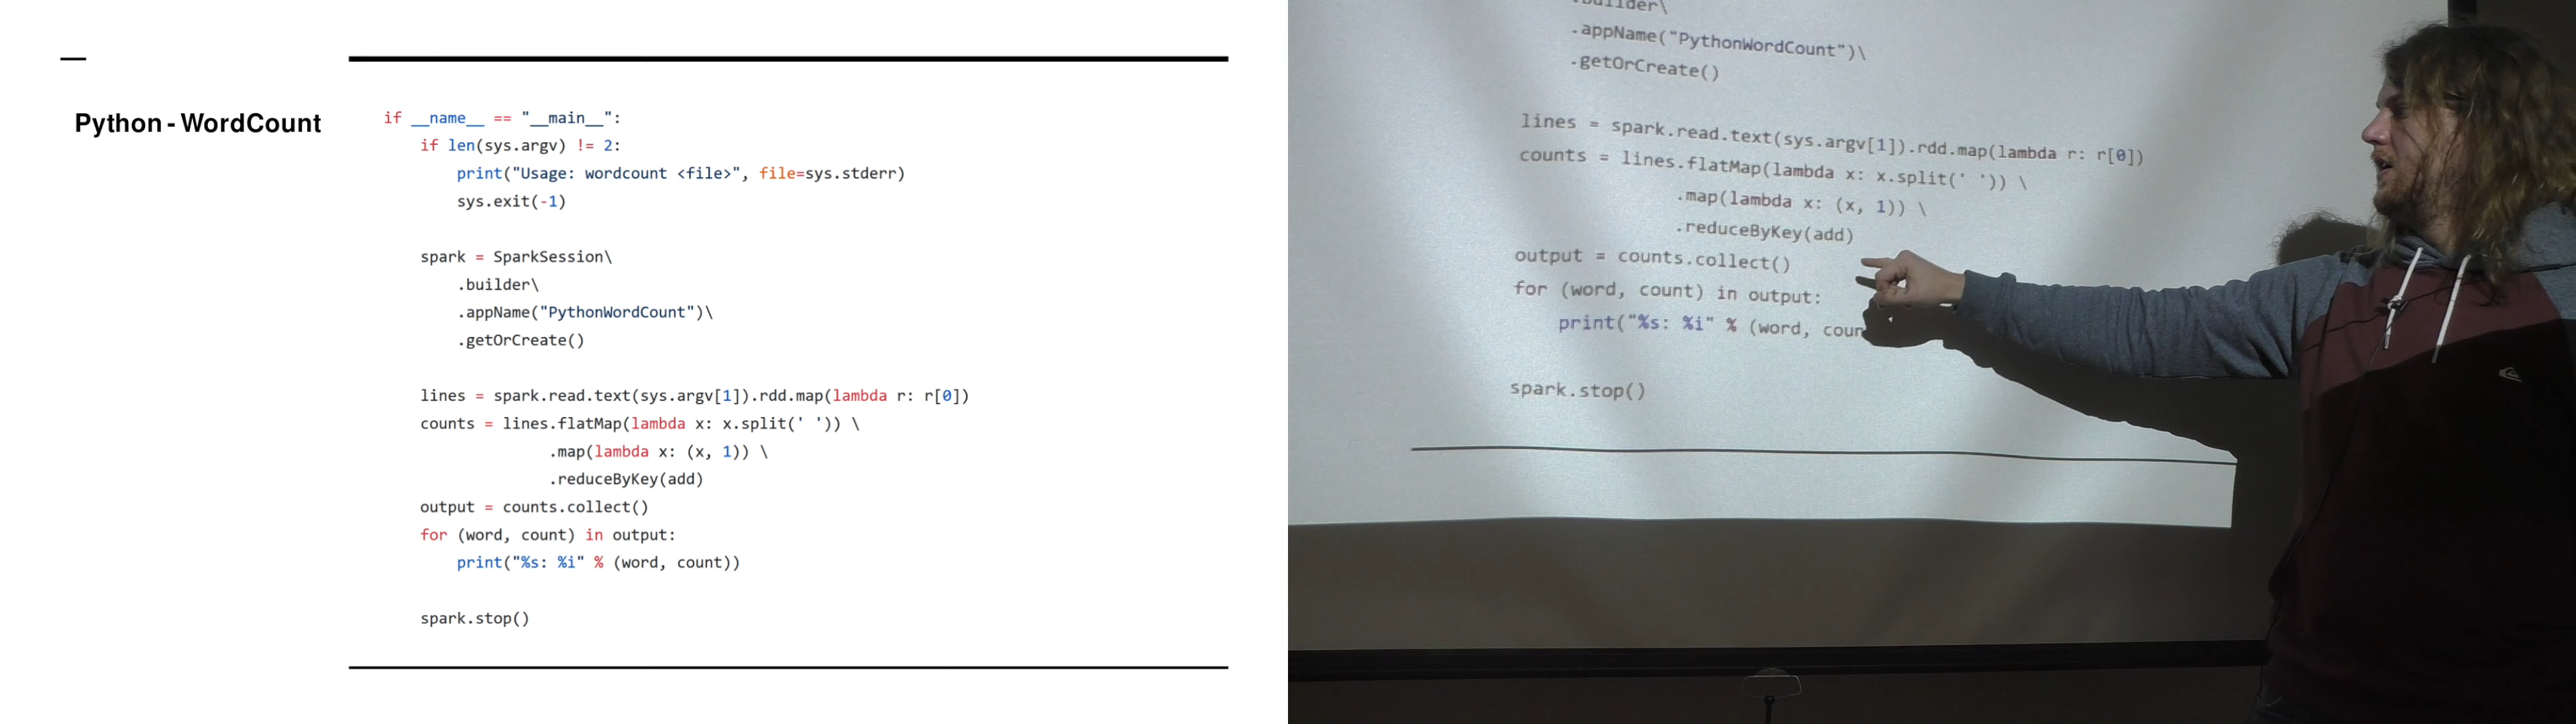 Python - WordCount
if __name__ == "__main__":
    if len(sys.argv) != 2:
        print("Usage: wordcount <file>", file=sys.stderr)
        sys.exit(-1)
    spark = SparkSession\
        .builder\
        .appName("PythonWordCount")\
        .getOrCreate()
    lines = spark.read.text(sys.argv[1]).rdd.map(lambda r: r[0])
    counts = lines.flatMap(lambda x: x.split(' ')) \
                  .map(lambda x: (x, 1)) \
                  .reduceByKey(add)
    output = counts.collect()
    for (word, count) in output:
        print("%s: %i" % (word, count))
    spark.stop()
.builder\
.appName("PythonWordCount")\
.getOrCreate()
lines = spark.read.text(sys.argv[1]).rdd.map(lambda r: r[0])
counts = lines.flatMap(lambda x: x.split(' ')) \
.map(lambda x: (x, 1)) \
.reduceByKey(add)
output = counts.collect()
for (word, count) in output:
print("%s: %i" % (word, coun
spark.stop()